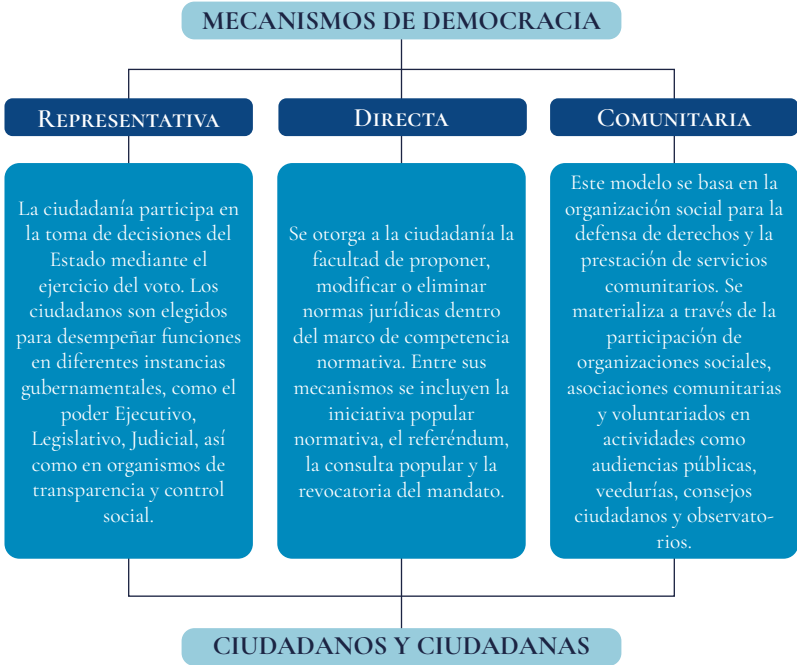 MECANISMOS DE DEMOCRACIA
REPRESENTATIVA
La ciudadanía participa en
la toma de decisiones del
Estado mediante el
ejercicio del voto. Los
ciudadanos son elegidos
para desempeñar funciones
en diferentes instancias
gubernamentales, como el
poder Ejecutivo,
Legislativo, Judicial, así
como en organismos de
transparencia y control
social.
DIRECTA
Se otorga a la ciudadanía la
facultad de proponer,
modificar o eliminar
normas jurídicas dentro
del marco de competencia
normativa. Entre sus
mecanismos se incluyen la
iniciativa popular
normativa, el referéndum,
la consulta popular y la
revocatoria del mandato.
COMUNITARIA
Este modelo se basa en la
organización social para la
defensa de derechos y la
prestación de servicios
comunitarios. Se
materializa a través de la
participación de
organizaciones sociales,
asociaciones comunitarias
y voluntariados en
actividades como
audiencias públicas,
veedurías, consejos
ciudadanos y observato-
rios.
CIUDADANOS Y CIUDADANAS